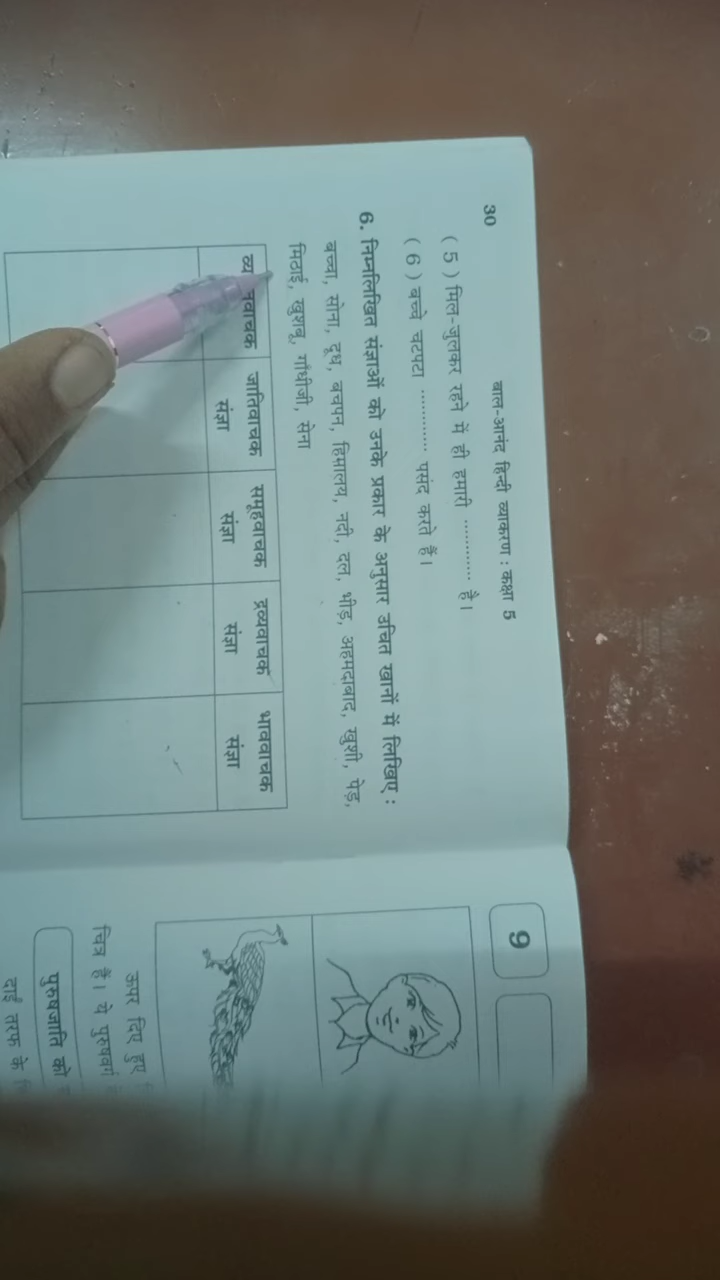 30
बाल-आनंद हिन्दी व्याकरण : कक्षा 5
( 5 ) मिल-जुलकर रहने में ही हमारी ............ है।
( 6 ) बच्चे चटपटा ............ पसंद करते हैं।
6. निम्नलिखित संज्ञाओं को उनके प्रकार के अनुसार उचित खानों में लिखिए :
बच्चा, सोना, दूध, बचपन, हिमालय, नदी, दल, भीड़, अहमदाबाद, खुशी, पेड़,
मिठाई, खुशबू, गाँधीजी, सेना
जातिवाचक संज्ञा
समूहवाचक संज्ञा
द्रव्यवाचक संज्ञा
भाववाचक संज्ञा
9
ऊपर दिए हुए
चित्र हैं। ये पुरुषवर्ग
पुरुषजाति को
दाईं तरफ के